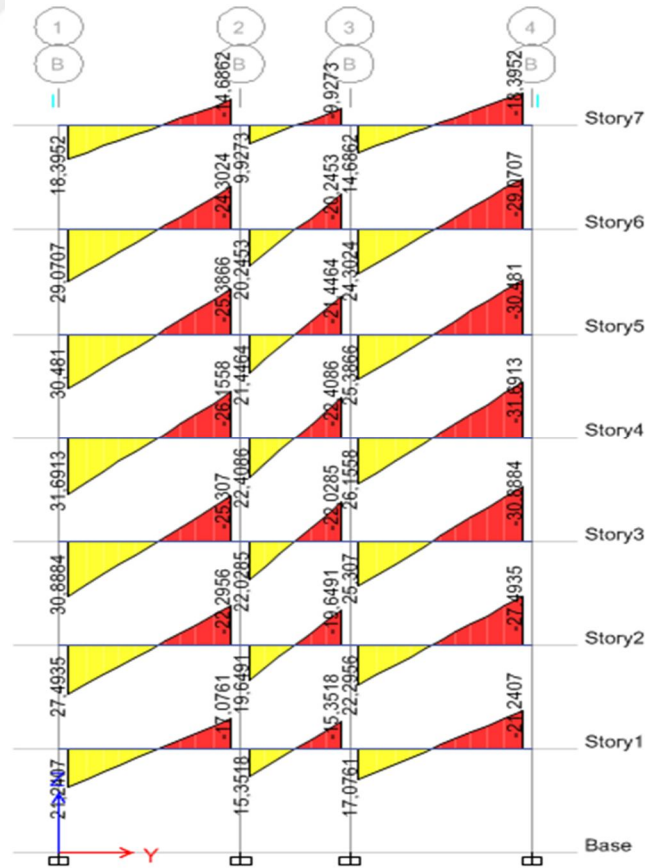 1 2 3 4
B B B B
18.3952 -14.6862 9.9273 -9.9273 14.6862 -18.3952 Story7
29.0707 -24.3024 20.2453 -20.2453 24.3024 -29.0707 Story6
30.481 -25.3866 21.4464 -21.4464 25.3866 -30.481 Story5
31.6913 -26.1558 22.4086 -22.4086 26.1558 -31.6913 Story4
30.8884 -25.307 22.0285 -22.0285 25.307 -30.8884 Story3
27.4935 -22.2956 19.6491 -19.6491 22.2956 -27.4935 Story2
21.2407 -17.0761 15.3518 -15.3518 17.0761 -21.2407 Story1
Y Base